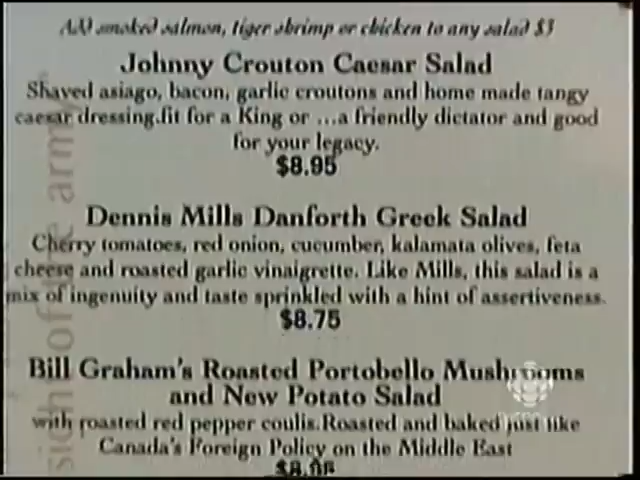 Add smoked salmon, tiger shrimp or chicken to any salad $3
Johnny Crouton Caesar Salad
Shaved asiago, bacon, garlic croutons and home made tangy
caesar dressing.fit for a King or ...a friendly dictator and good
for your legacy.
$8.95
Dennis Mills Danforth Greek Salad
Cherry tomatoes, red onion, cucumber, kalamata olives, feta
cheese and roasted garlic vinaigrette. Like Mills, this salad is a
mix of ingenuity and taste sprinkled with a hint of assertiveness.
$8.75
Bill Graham's Roasted Portobello Mushrooms
and New Potato Salad
with roasted red pepper coulis.Roasted and baked just like
Canada's Foreign Policy on the Middle East
army